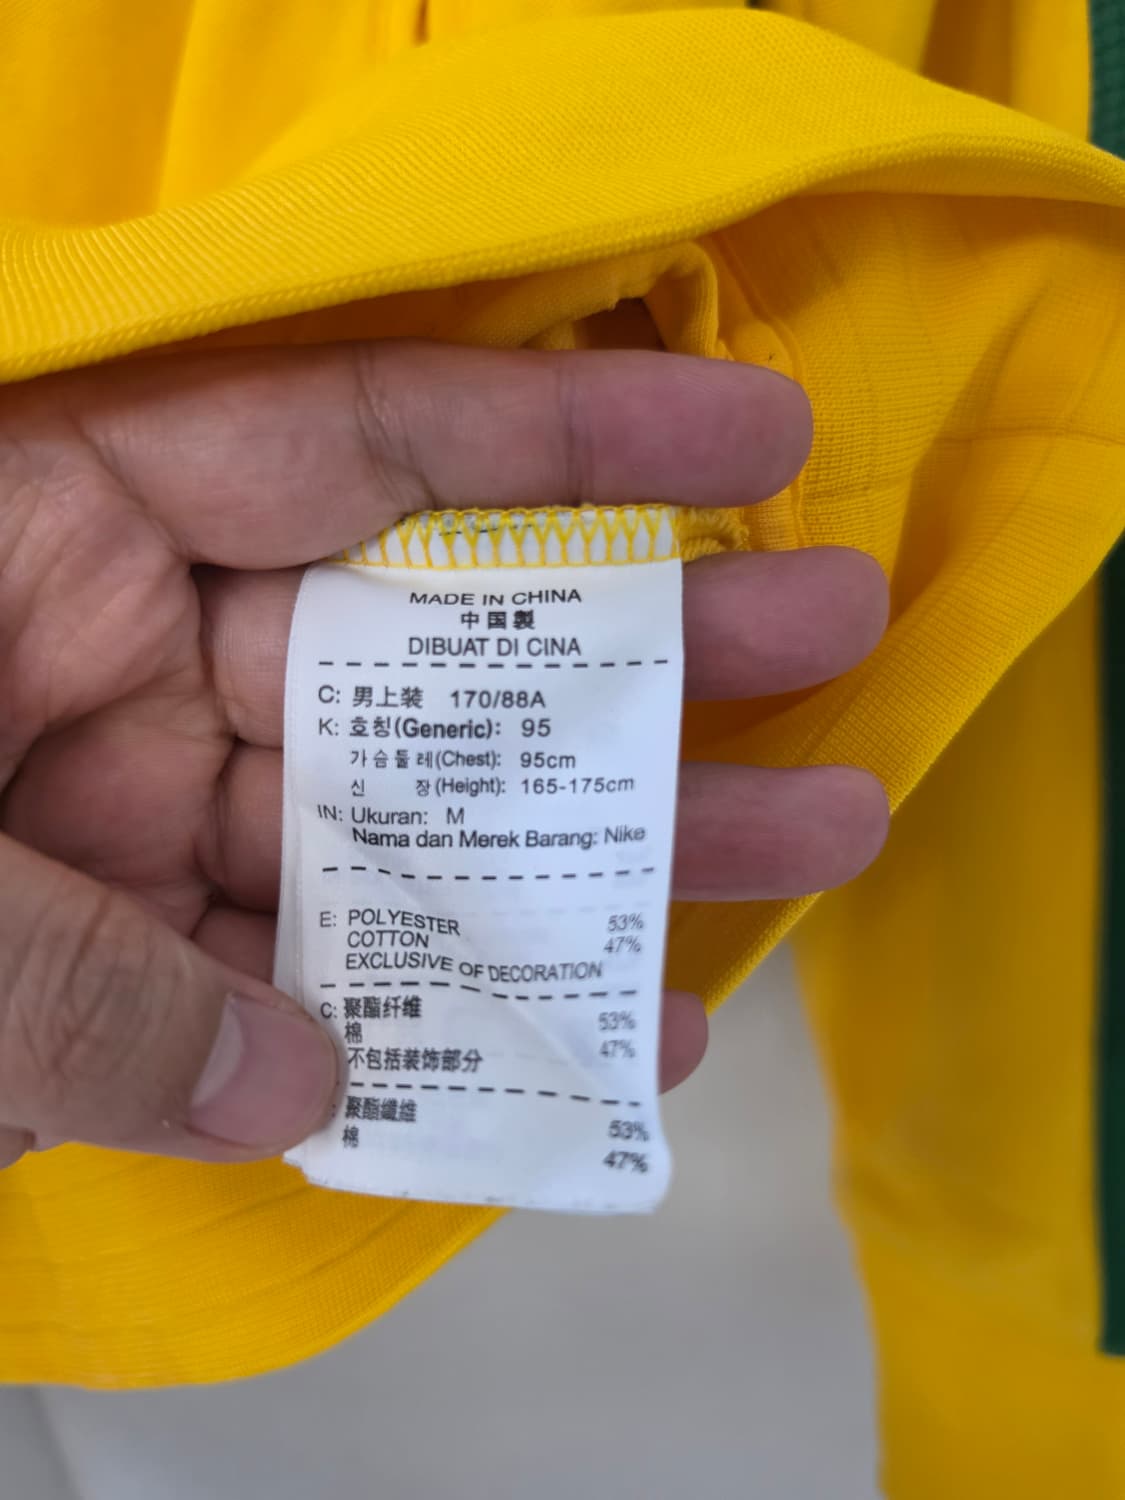 MADE IN CHINA
中国製
DIBUAT DI CINA
C: 男上装 170/88A
K: 호칭(Generic): 95
가슴둘레(Chest): 95cm
신 장(Height): 165-175cm
IN: Ukuran: M
Nama dan Merek Barang: Nike
E: POLYESTER 53%
COTTON 47%
EXCLUSIVE OF DECORATION
C: 聚酯纤维 53%
棉 47%
不包括装饰部分
: 聚酯纖維 53%
棉 47%